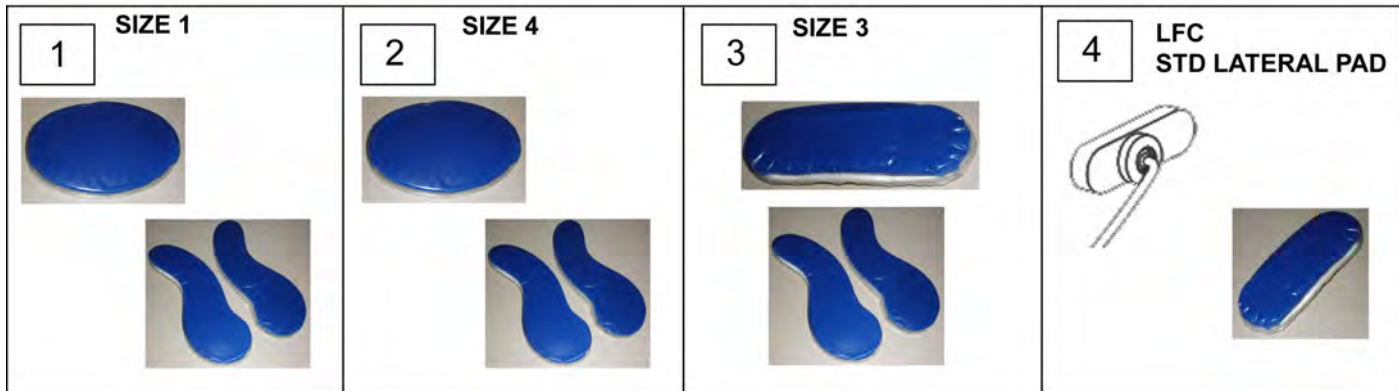 1
SIZE 1
2
SIZE 4
3
SIZE 3
4
LFC
STD LATERAL PAD